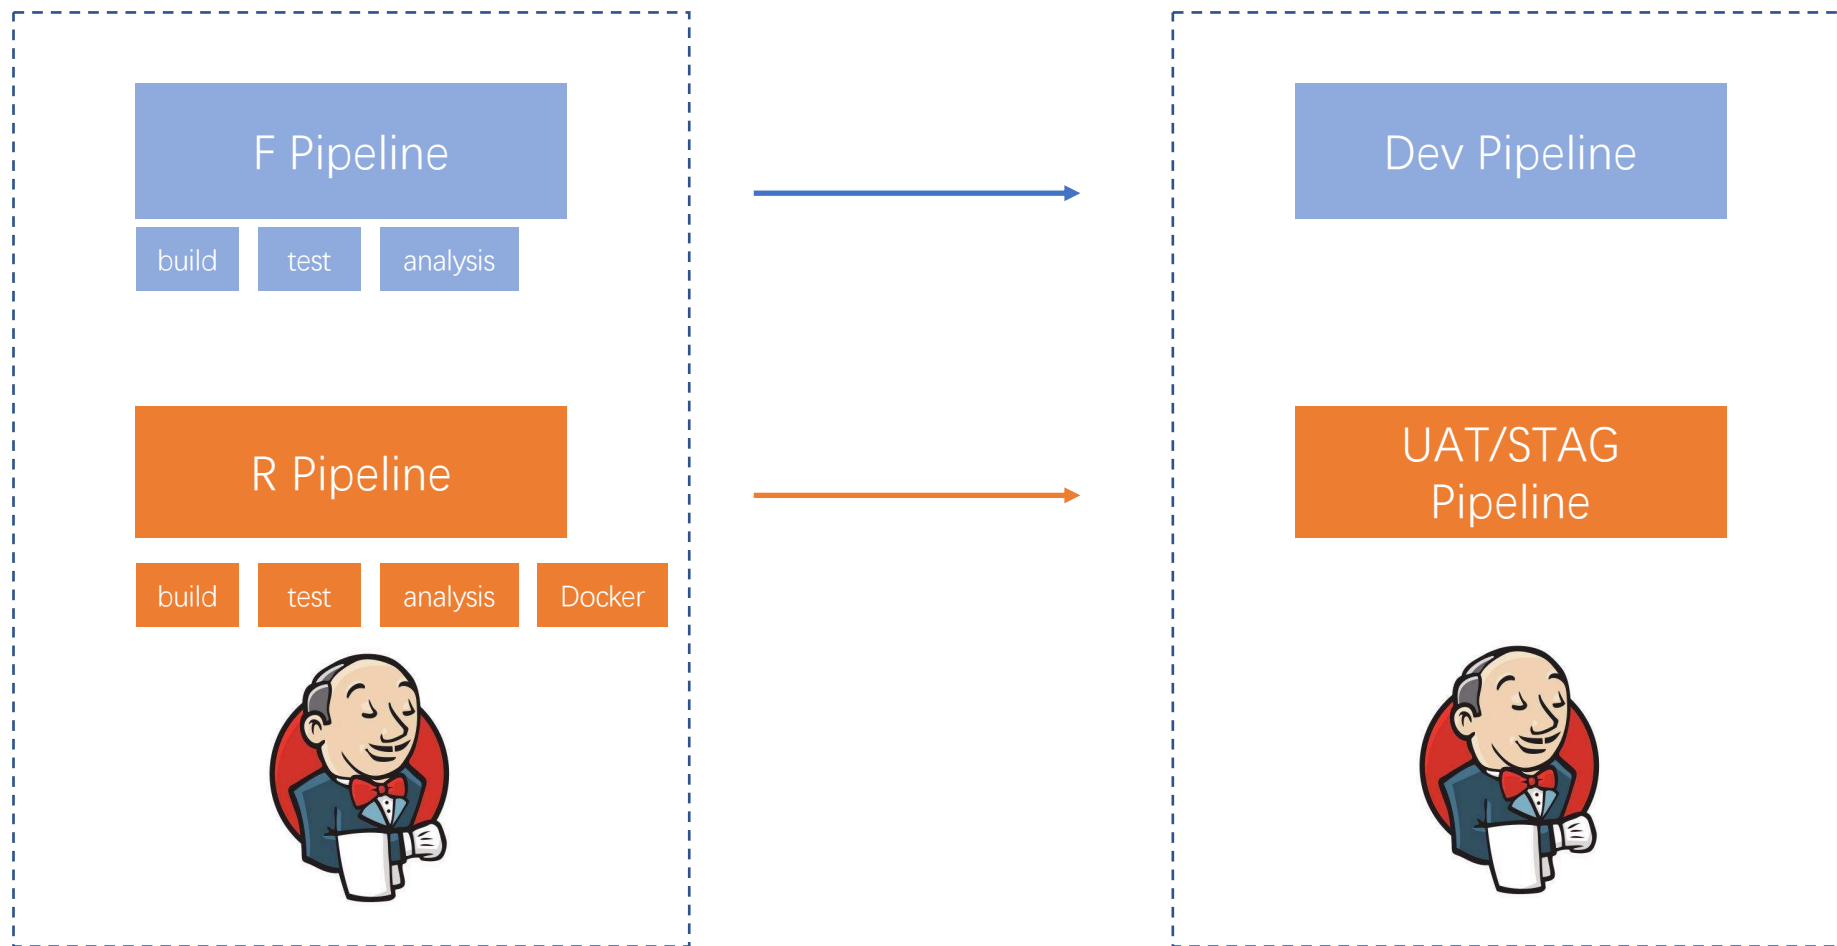 F Pipeline
build
test
analysis
R Pipeline
build
test
analysis
Docker
Dev Pipeline
UAT/STAG
Pipeline